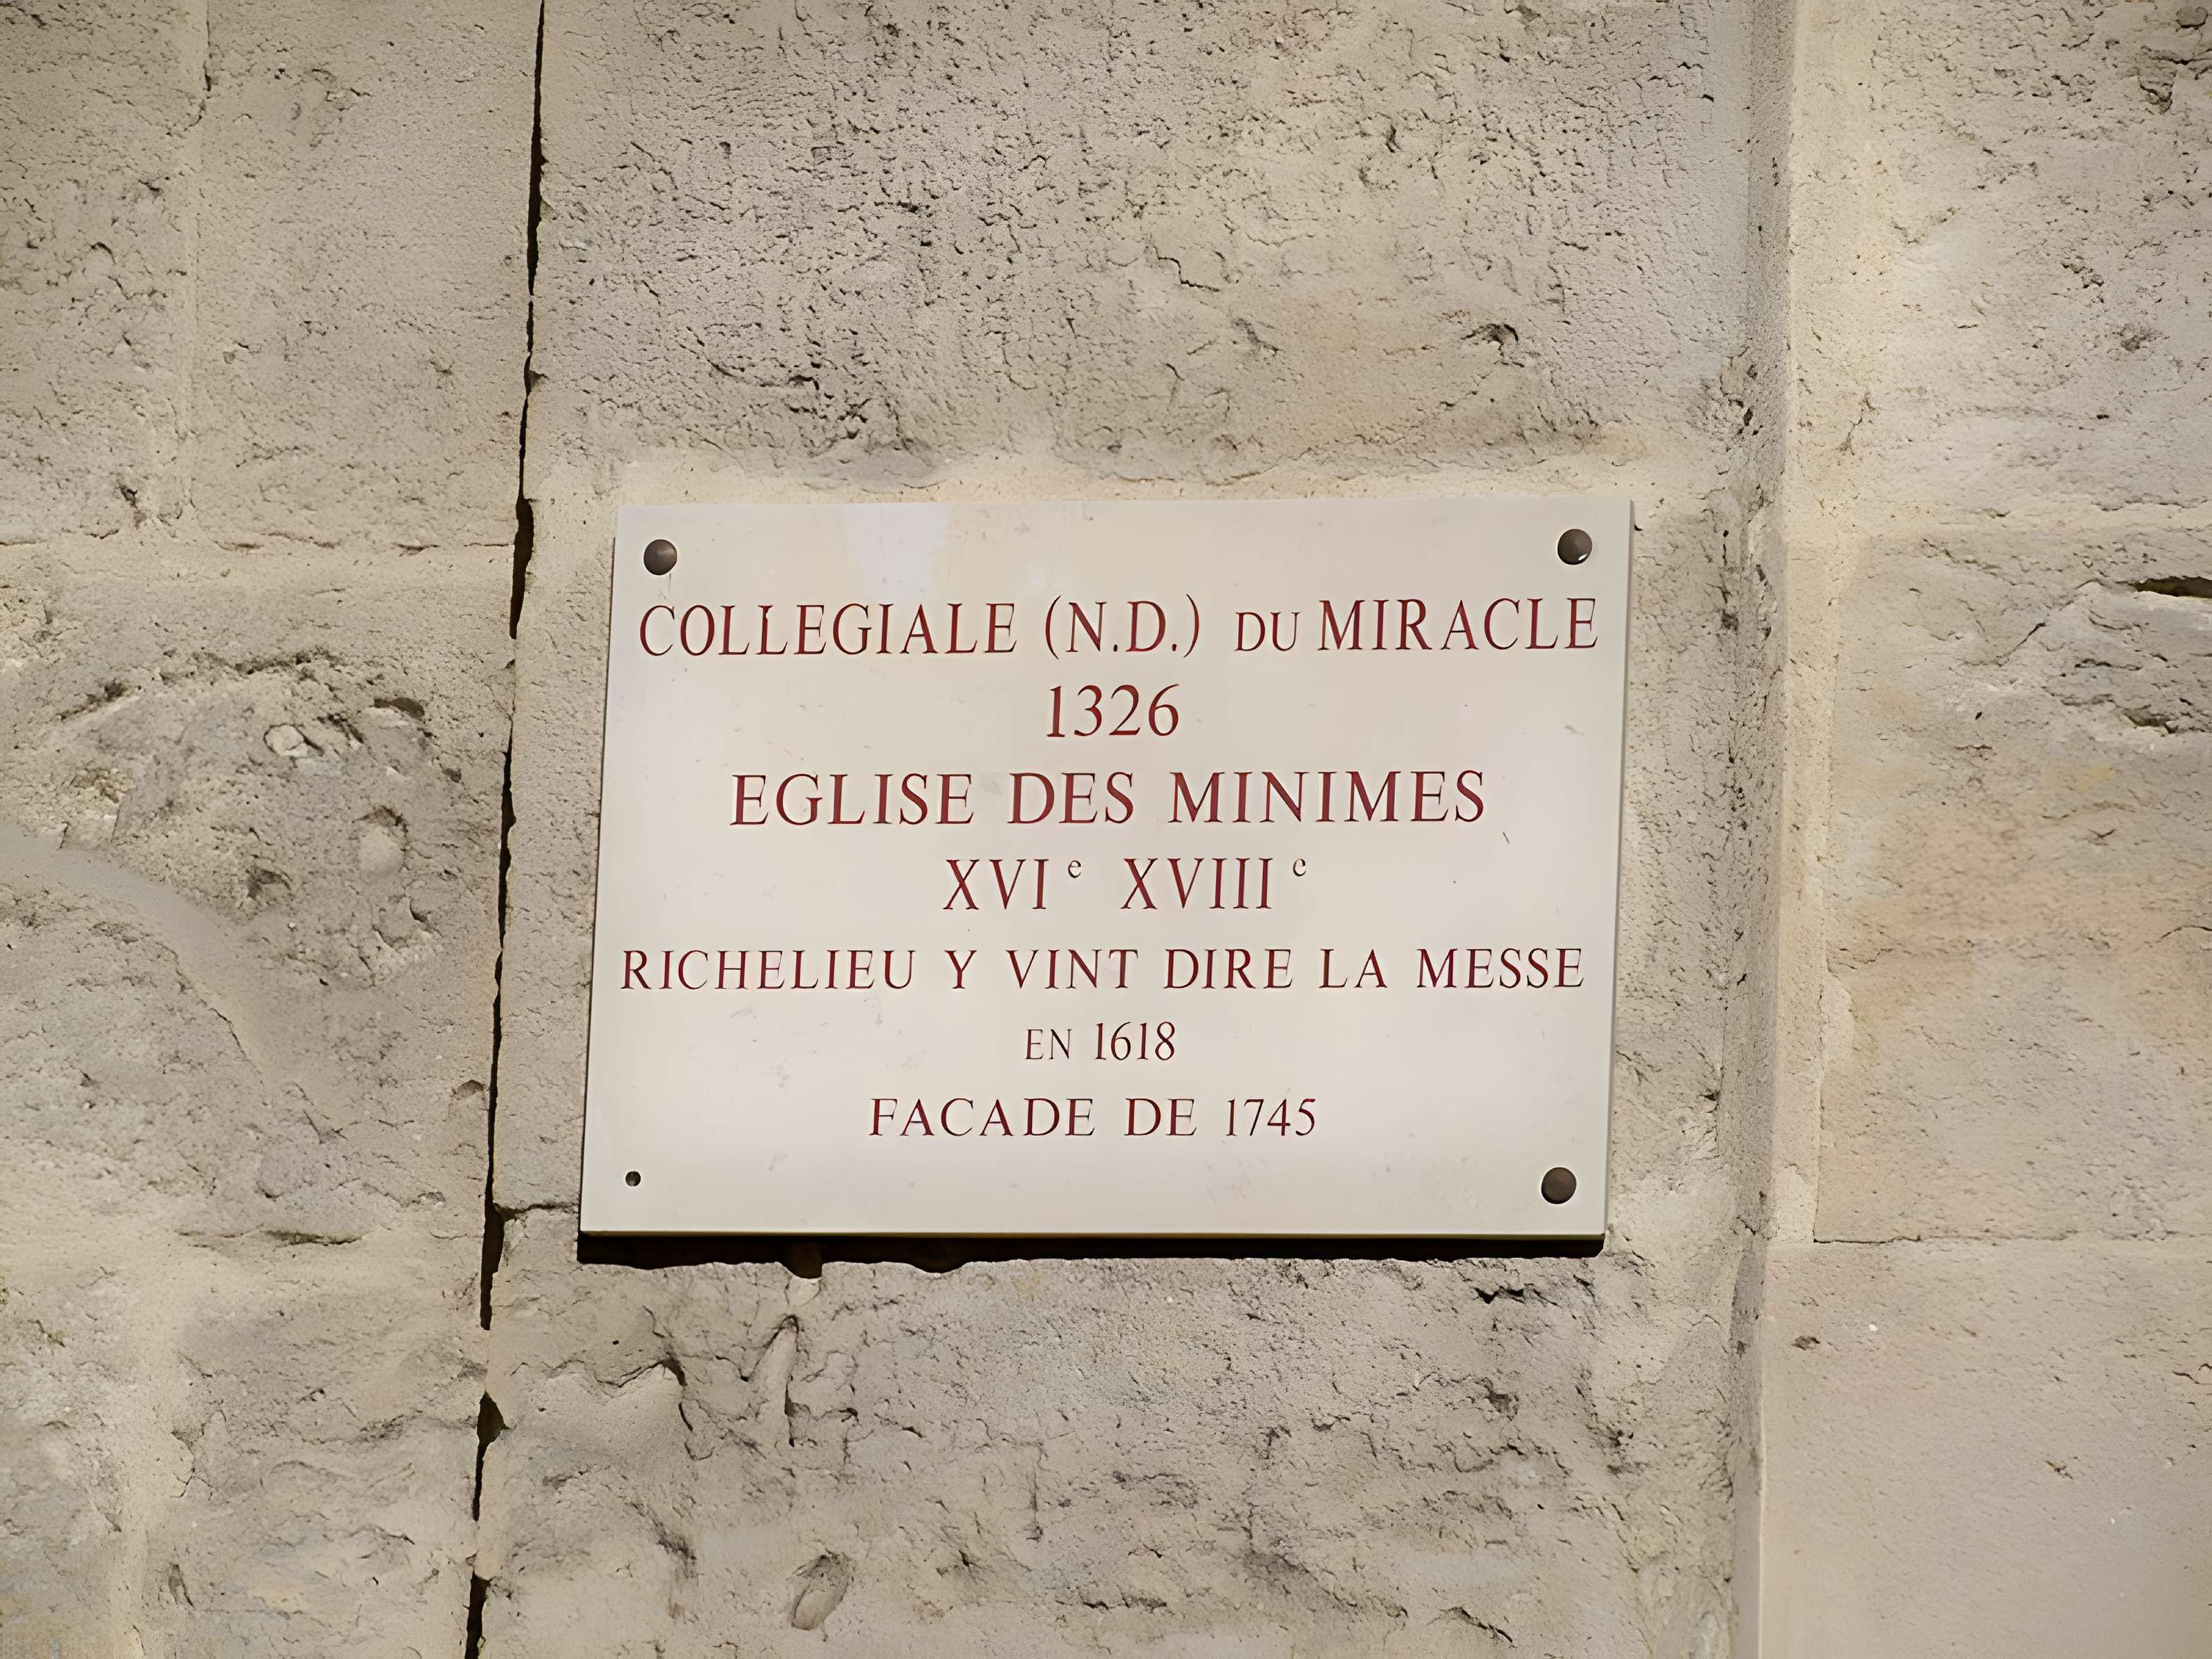 COLLEGIALE (N.D.) DU MIRACLE
1326
EGLISE DES MINIMES
XVIe XVIIIe
RICHELIEU Y VINT DIRE LA MESSE
EN 1618
FACADE DE 1745